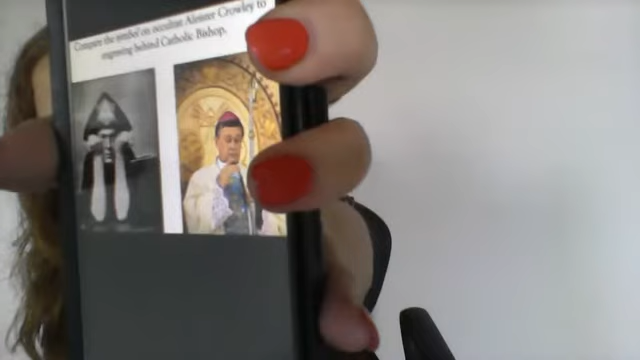 Compare the symbol on occultist Aleister Crowley to
engraving behind Catholic Bishop.